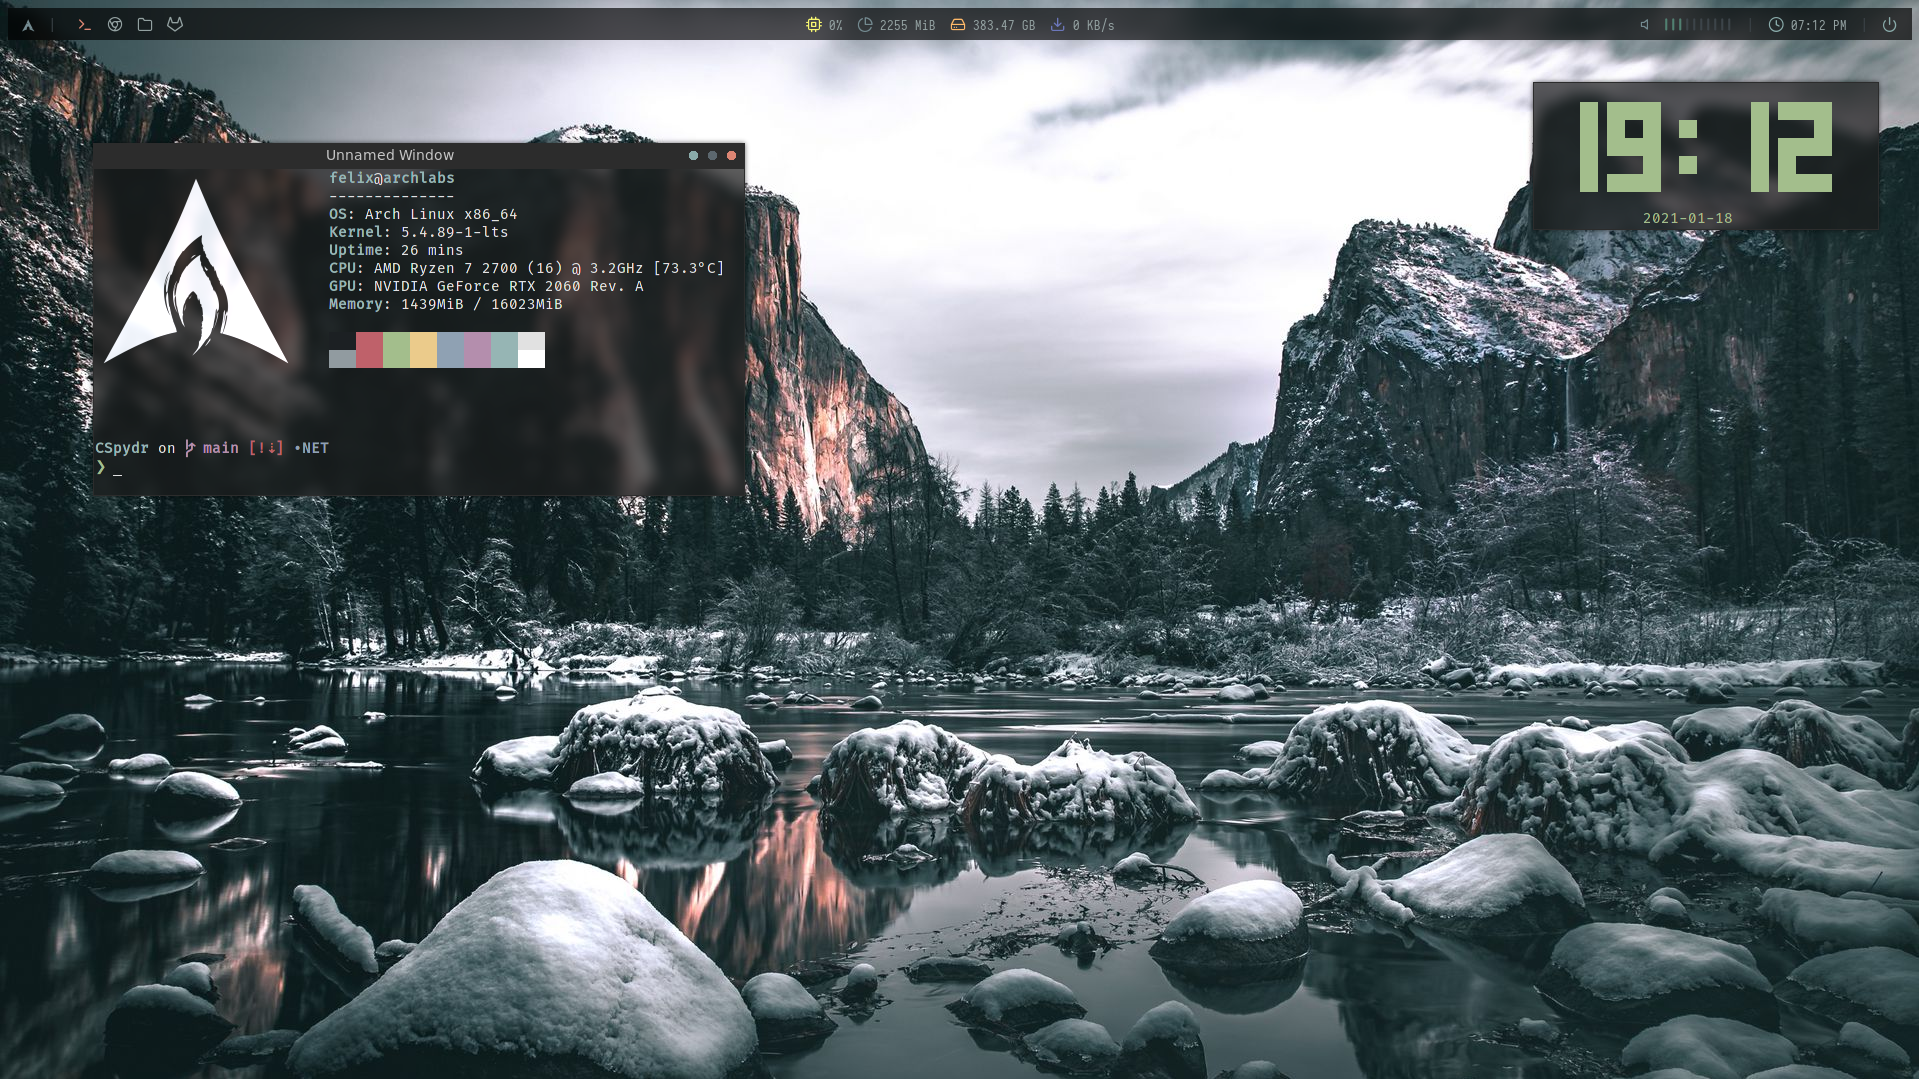 0% 2255 MiB 383.47 GB 0 KB/s 07:12 PM
19:12
2021-01-18
Unnamed Window
felix@archlabs
--------------
OS: Arch Linux x86_64
Kernel: 5.4.89-1-lts
Uptime: 26 mins
CPU: AMD Ryzen 7 2700 (16) @ 3.2GHz [73.3°C]
GPU: NVIDIA GeForce RTX 2060 Rev. A
Memory: 1439MiB / 16023MiB
CSpydr on main [!⇣] •NET
❯ _